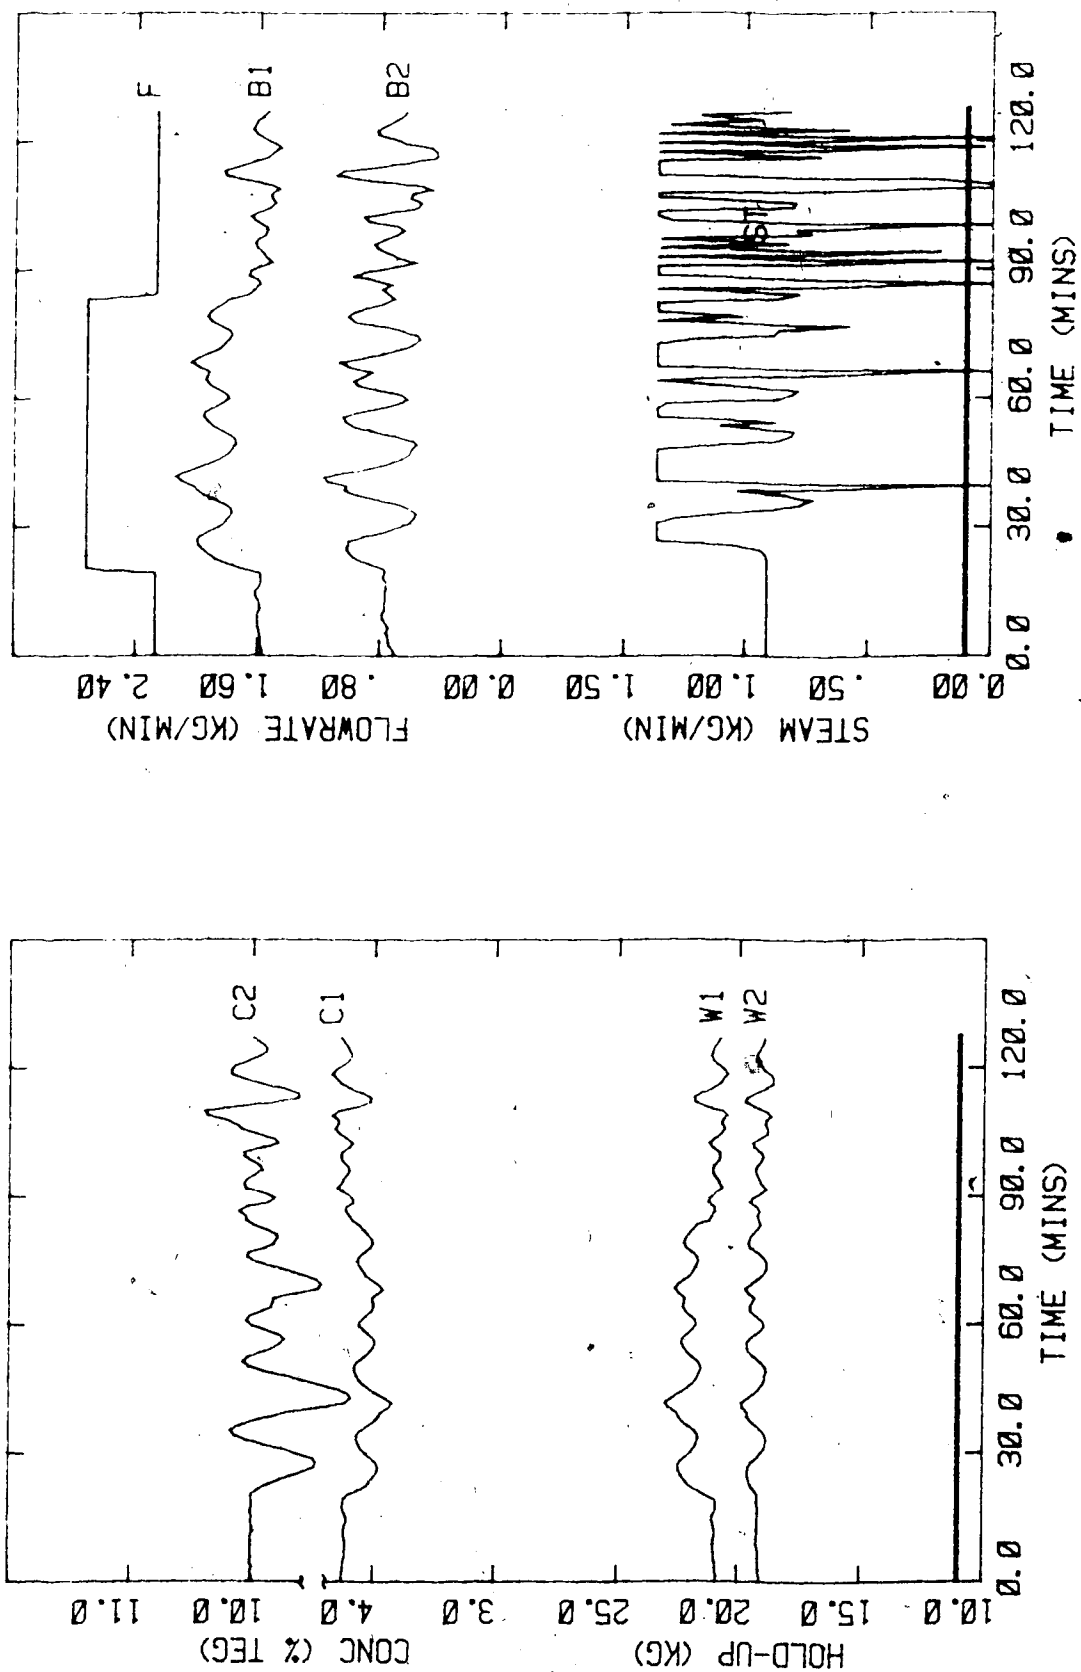 2.40
1.60
.80
0.00
FLOWRATE (KG/MIN)
F
B1
B2
1.50
1.00
.50
0.00
STEAM (KG/MIN)
ST
0.0 30.0 60.0 90.0 120.0
TIME (MINS)
11.0
10.0
4.0
3.0
CONC (% TEG)
C2
C1
25.0
20.0
15.0
10.0
HOLD-UP (KG)
W1
W2
0.0 30.0 60.0 90.0 120.0
TIME (MINS)